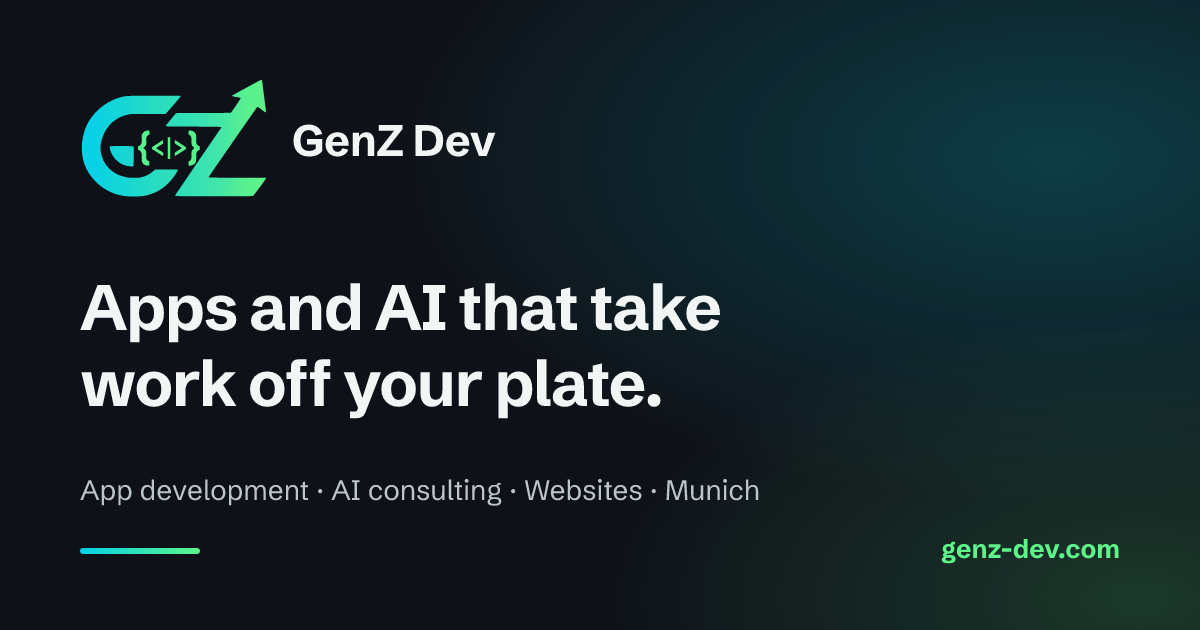 GZ {<|>}
GenZ Dev
Apps and AI that take
work off your plate.
App development · AI consulting · Websites · Munich
genz-dev.com